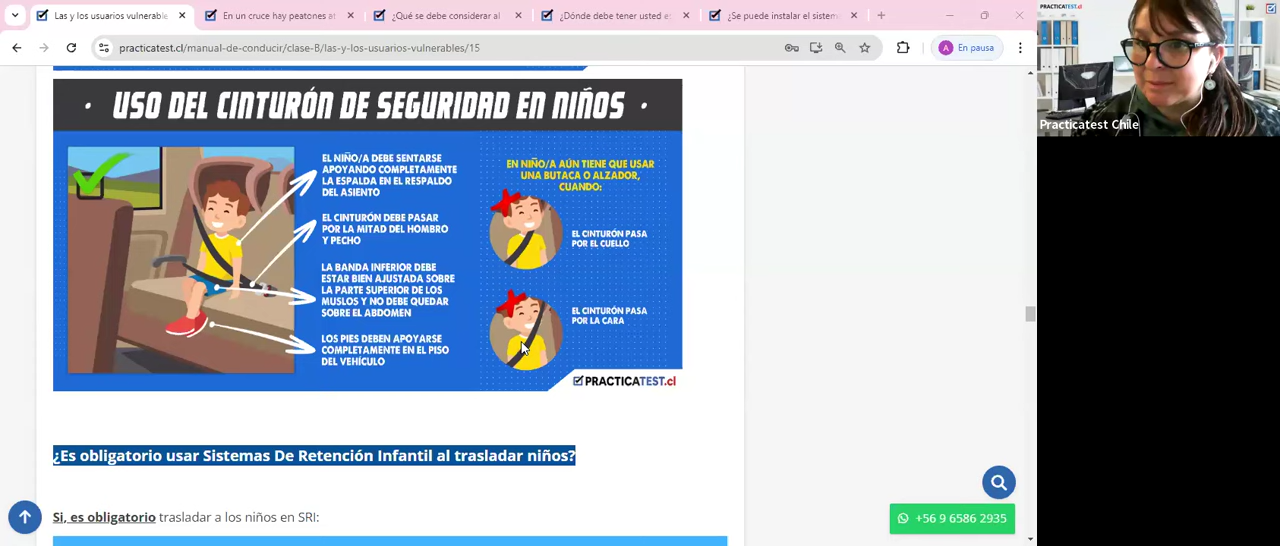 Las y los usuarios vulnerable
En un cruce hay peatones at
¿Qué se debe considerar al
¿Dónde debe tener usted e
¿Se puede instalar el sistem
practicatest.cl/manual-de-conducir/clase-B/las-y-los-usuarios-vulnerables/15
A
En pausa
PRACTICATEST.cl
Practicatest Chile
· USO DEL CINTURÓN DE SEGURIDAD EN NIÑOS ·
EL NIÑO/A DEBE SENTARSE
APOYANDO COMPLETAMENTE
LA ESPALDA EN EL RESPALDO
DEL ASIENTO
EL CINTURÓN DEBE PASAR
POR LA MITAD DEL HOMBRO
Y PECHO
LA BANDA INFERIOR DEBE
ESTAR BIEN AJUSTADA SOBRE
LA PARTE SUPERIOR DE LOS
MUSLOS Y NO DEBE QUEDAR
SOBRE EL ABDOMEN
LOS PIES DEBEN APOYARSE
COMPLETAMENTE EN EL PISO
DEL VEHÍCULO
EN NIÑO/A AÚN TIENE QUE USAR
UNA BUTACA O ALZADOR,
CUANDO:
EL CINTURÓN PASA
POR EL CUELLO
EL CINTURÓN PASA
POR LA CARA
PRACTICATEST.cl
¿Es obligatorio usar Sistemas De Retención Infantil al trasladar niños?
Si, es obligatorio trasladar a los niños en SRI:
+56 9 6586 2935